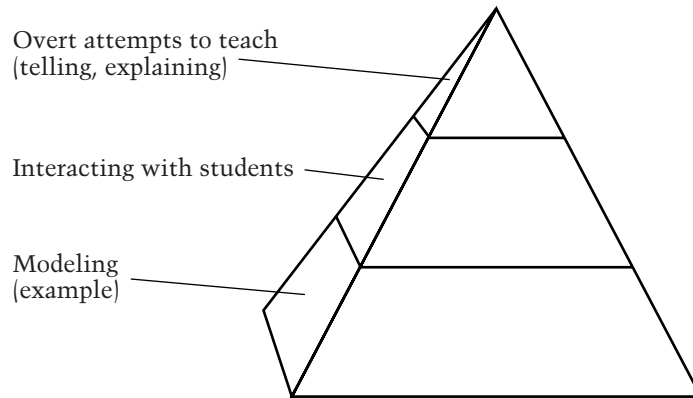 Overt attempts to teach
(telling, explaining)
Interacting with students
Modeling
(example)